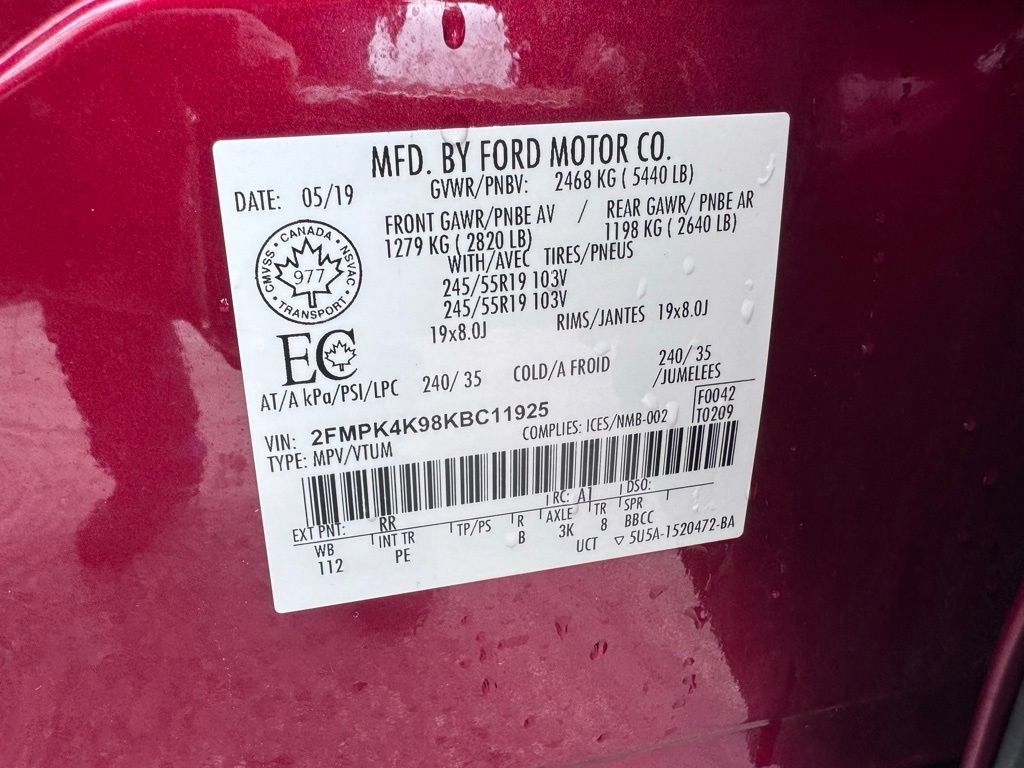 MFD. BY FORD MOTOR CO.
DATE: 05/19
GVWR/PNBV: 2468 KG ( 5440 LB)
FRONT GAWR/PNBE AV / REAR GAWR/ PNBE AR
1279 KG ( 2820 LB) 1198 KG ( 2640 LB)
WITH/AVEC TIRES/PNEUS
245/55R19 103V
245/55R19 103V
19x8.0J RIMS/JANTES 19x8.0J
CANADA • NSVAC • TRANSPORT • CMVSS •
977
EC
AT/A kPa/PSI/LPC 240/ 35 COLD/A FROID 240/ 35
/JUMELEES
VIN: 2FMPK4K98KBC11925
F0042
T0209
TYPE: MPV/VTUM COMPLIES: ICES/NMB-002
EXT PNT: RR RC: A1 DSO:
WB INT TR TP/PS R AXLE TR SPR
112 PE B 3K 8 BBCC
UCT ▽ 5U5A-1520472-BA